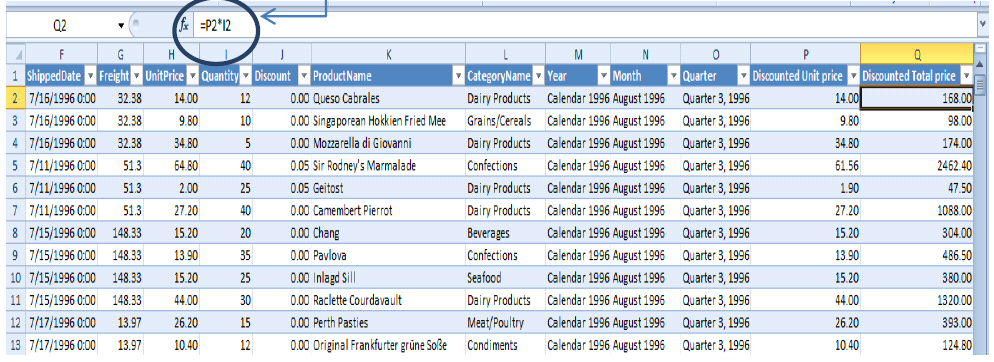 Q2 fx =P2*I2
F G H I J K L M N O P Q
1 ShippedDate Freight UnitPrice Quantity Discount ProductName CategoryName Year Month Quarter Discounted Unit price Discounted Total price
2 7/16/1996 0:00 32.38 14.00 12 0.00 Queso Cabrales Dairy Products Calendar 1996 August 1996 Quarter 3, 1996 14.00 168.00
3 7/16/1996 0:00 32.38 9.80 10 0.00 Singaporean Hokkien Fried Mee Grains/Cereals Calendar 1996 August 1996 Quarter 3, 1996 9.80 98.00
4 7/16/1996 0:00 32.38 34.80 5 0.00 Mozzarella di Giovanni Dairy Products Calendar 1996 August 1996 Quarter 3, 1996 34.80 174.00
5 7/11/1996 0:00 51.3 64.80 40 0.05 Sir Rodney's Marmalade Confections Calendar 1996 August 1996 Quarter 3, 1996 61.56 2462.40
6 7/11/1996 0:00 51.3 2.00 25 0.05 Geitost Dairy Products Calendar 1996 August 1996 Quarter 3, 1996 1.90 47.50
7 7/11/1996 0:00 51.3 27.20 40 0.00 Camembert Pierrot Dairy Products Calendar 1996 August 1996 Quarter 3, 1996 27.20 1088.00
8 7/15/1996 0:00 148.33 15.20 20 0.00 Chang Beverages Calendar 1996 August 1996 Quarter 3, 1996 15.20 304.00
9 7/15/1996 0:00 148.33 13.90 35 0.00 Pavlova Confections Calendar 1996 August 1996 Quarter 3, 1996 13.90 486.50
10 7/15/1996 0:00 148.33 15.20 25 0.00 Inlagd Sill Seafood Calendar 1996 August 1996 Quarter 3, 1996 15.20 380.00
11 7/15/1996 0:00 148.33 44.00 30 0.00 Raclette Courdavault Dairy Products Calendar 1996 August 1996 Quarter 3, 1996 44.00 1320.00
12 7/17/1996 0:00 13.97 26.20 15 0.00 Perth Pasties Meat/Poultry Calendar 1996 August 1996 Quarter 3, 1996 26.20 393.00
13 7/17/1996 0:00 13.97 10.40 12 0.00 Original Frankfurter grüne Soße Condiments Calendar 1996 August 1996 Quarter 3, 1996 10.40 124.80